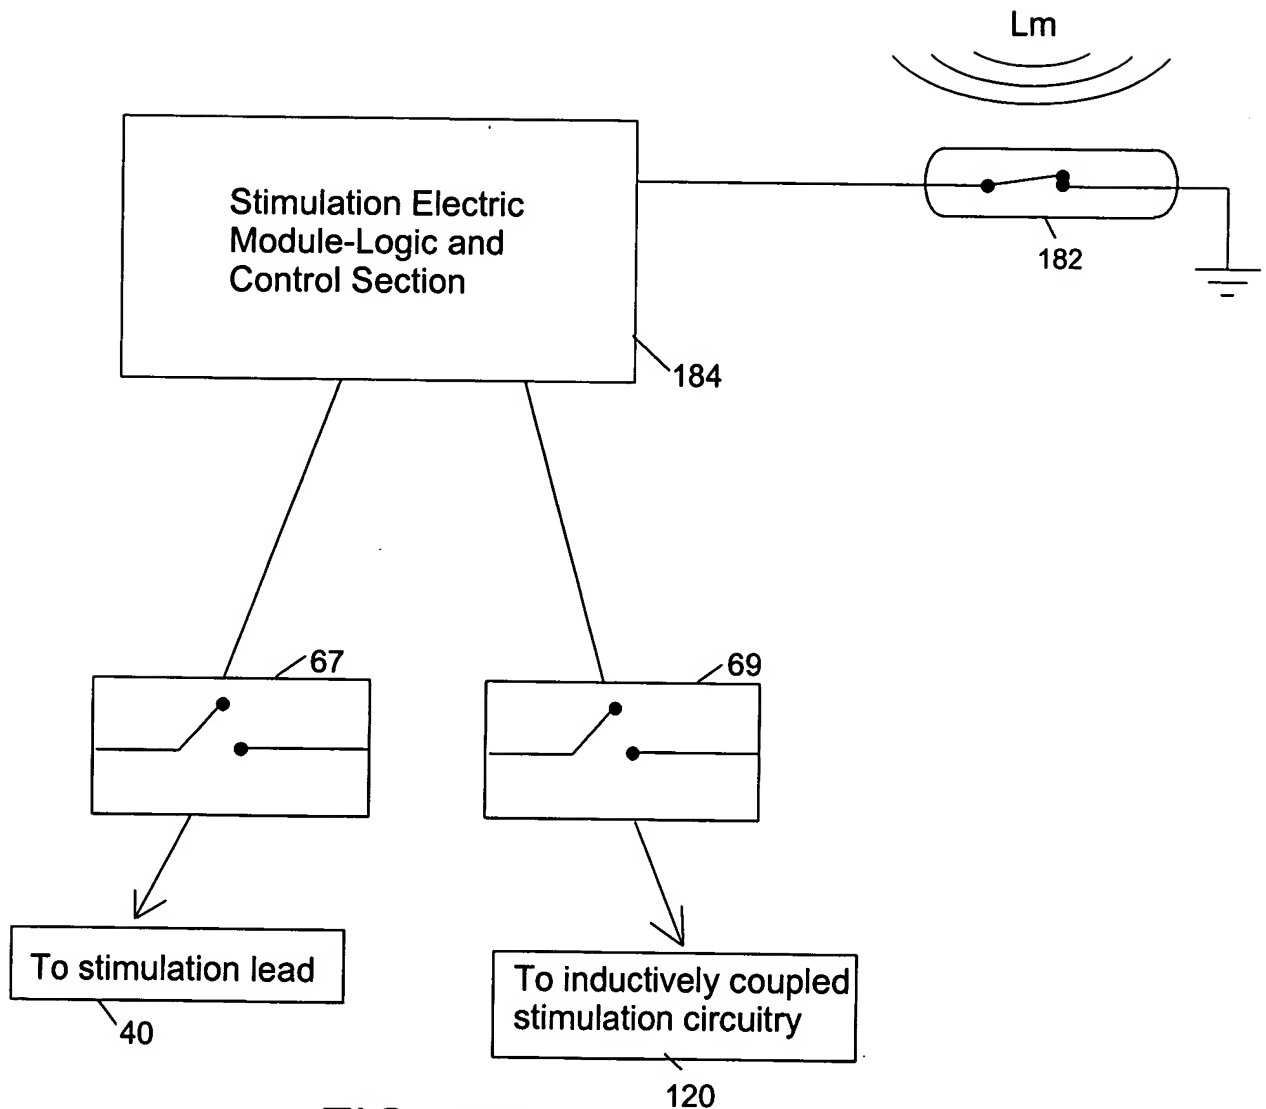 Lm
Stimulation Electric
Module-Logic and
Control Section
182
184
67
69
To stimulation lead
40
To inductively coupled
stimulation circuitry
120